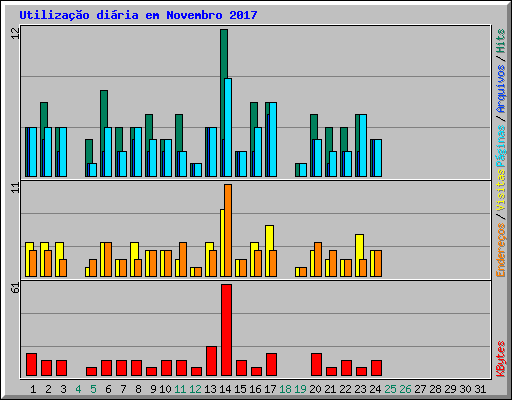 Utilização diária em Novembro 2017
12
11
61
Hits / Arquivos / Páginas
Visitas / Endereços
KBytes
1 2 3 4 5 6 7 8 9 10 11 12 13 14 15 16 17 18 19 20 21 22 23 24 25 26 27 28 29 30 31